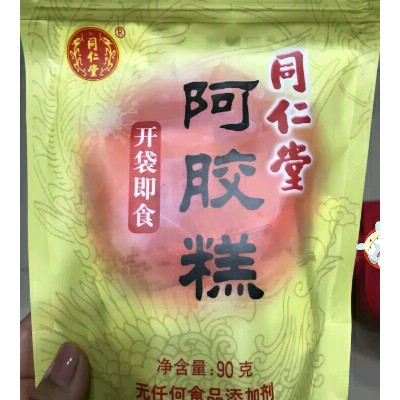 同仁堂
®
同仁堂
阿胶糕
开袋即食
净含量:90克
无任何食品添加剂